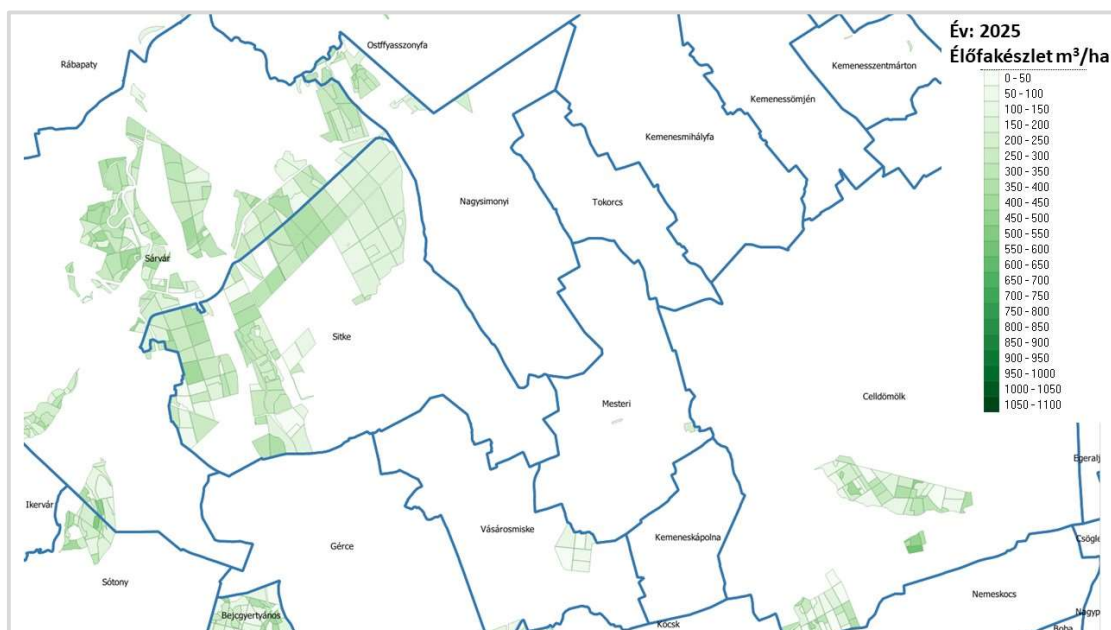 Év: 2025
Élőfakészlet m³/ha
0 - 50
50 - 100
100 - 150
150 - 200
200 - 250
250 - 300
300 - 350
350 - 400
400 - 450
450 - 500
500 - 550
550 - 600
600 - 650
650 - 700
700 - 750
750 - 800
800 - 850
850 - 900
900 - 950
950 - 1000
1000 - 1050
1050 - 1100
Ostffyasszonyfa
Rábapaty
Kemenesszentmárton
Kemenessömjén
Kemenesmihályfa
Nagysimonyi
Tokorcs
Sárvár
Sitke
Mesteri
Celldömölk
Egeralj
Ikervár
Vásárosmiske
Kemeneskápolna
Csögle
Gérce
Sótony
Nemeskocs
Bejcgyertyános
Nagyp
Köcsk
Boba